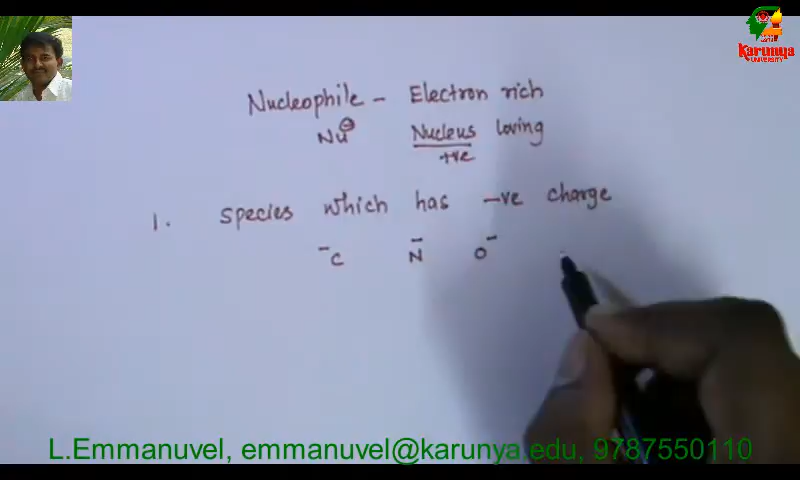 Karunya
UNIVERSITY
Nucleophile - Electron rich
Nu⊖ Nucleus loving
+ve
1. Species which has -ve charge
⁻C N̄ O⁻
L.Emmanuvel, emmanuvel@karunya.edu, 9787550110